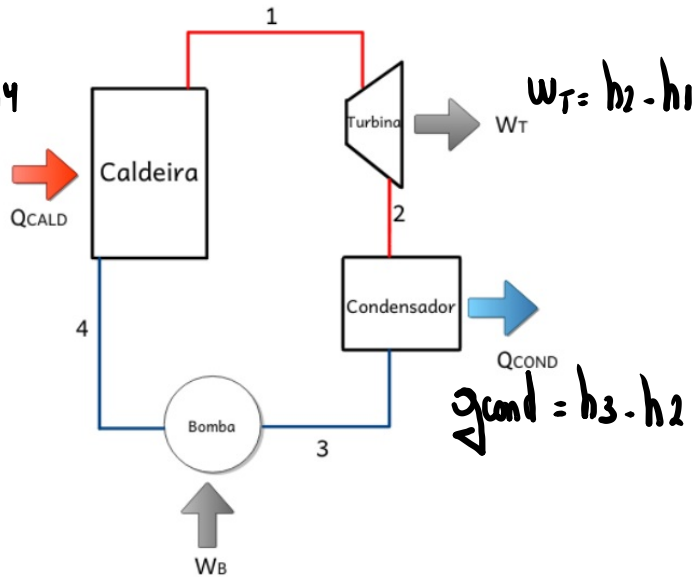 1
4
Caldeira
Turbina
WT
WT = h2 - h1
QCALD
2
Condensador
4
QCOND
qcond = h3 - h2
Bomba
3
WB